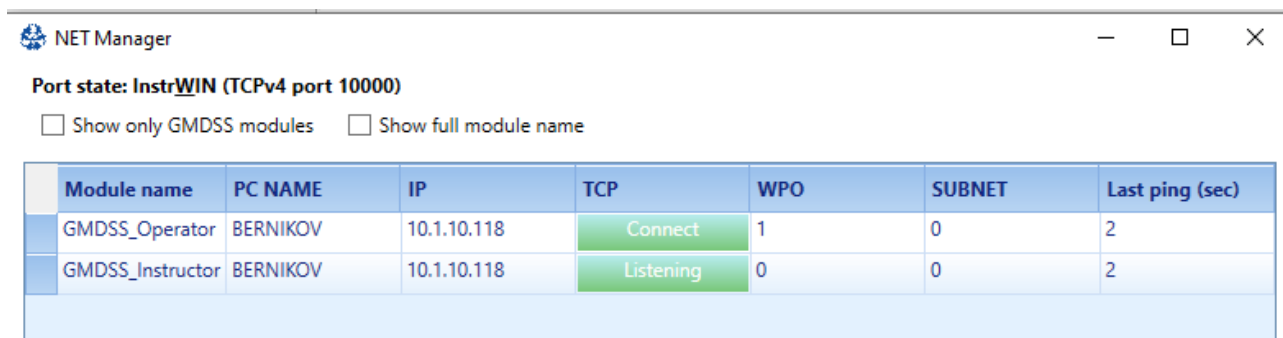 NET Manager
Port state: InstrWIN (TCPv4 port 10000)
Show only GMDSS modules Show full module name
Module name PC NAME IP TCP WPO SUBNET Last ping (sec)
GMDSS_Operator BERNIKOV 10.1.10.118 Connect 1 0 2
GMDSS_Instructor BERNIKOV 10.1.10.118 Listening 0 0 2